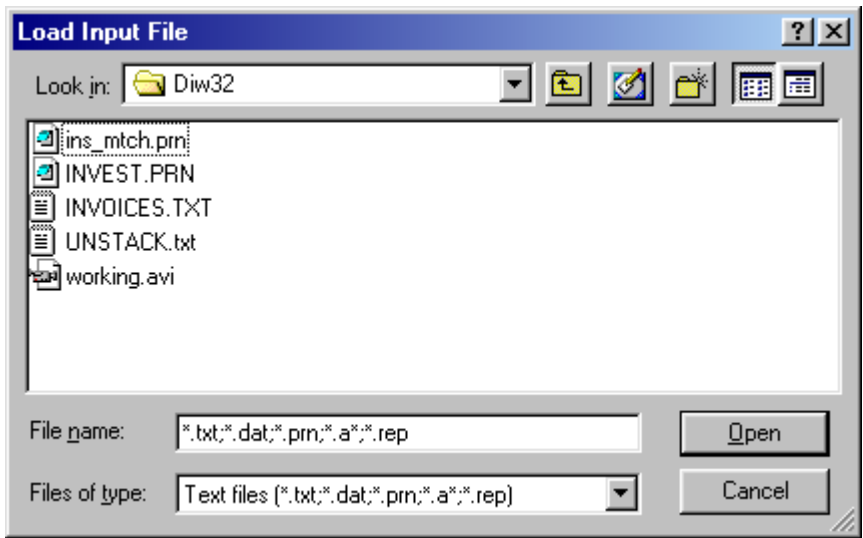 Load Input File
Look in: Diw32
ins_mtch.prn
INVEST.PRN
INVOICES.TXT
UNSTACK.txt
working.avi
File name: *.txt;*.dat;*.prn;*.a*;*.rep Open
Files of type: Text files (*.txt;*.dat;*.prn;*.a*;*.rep) Cancel